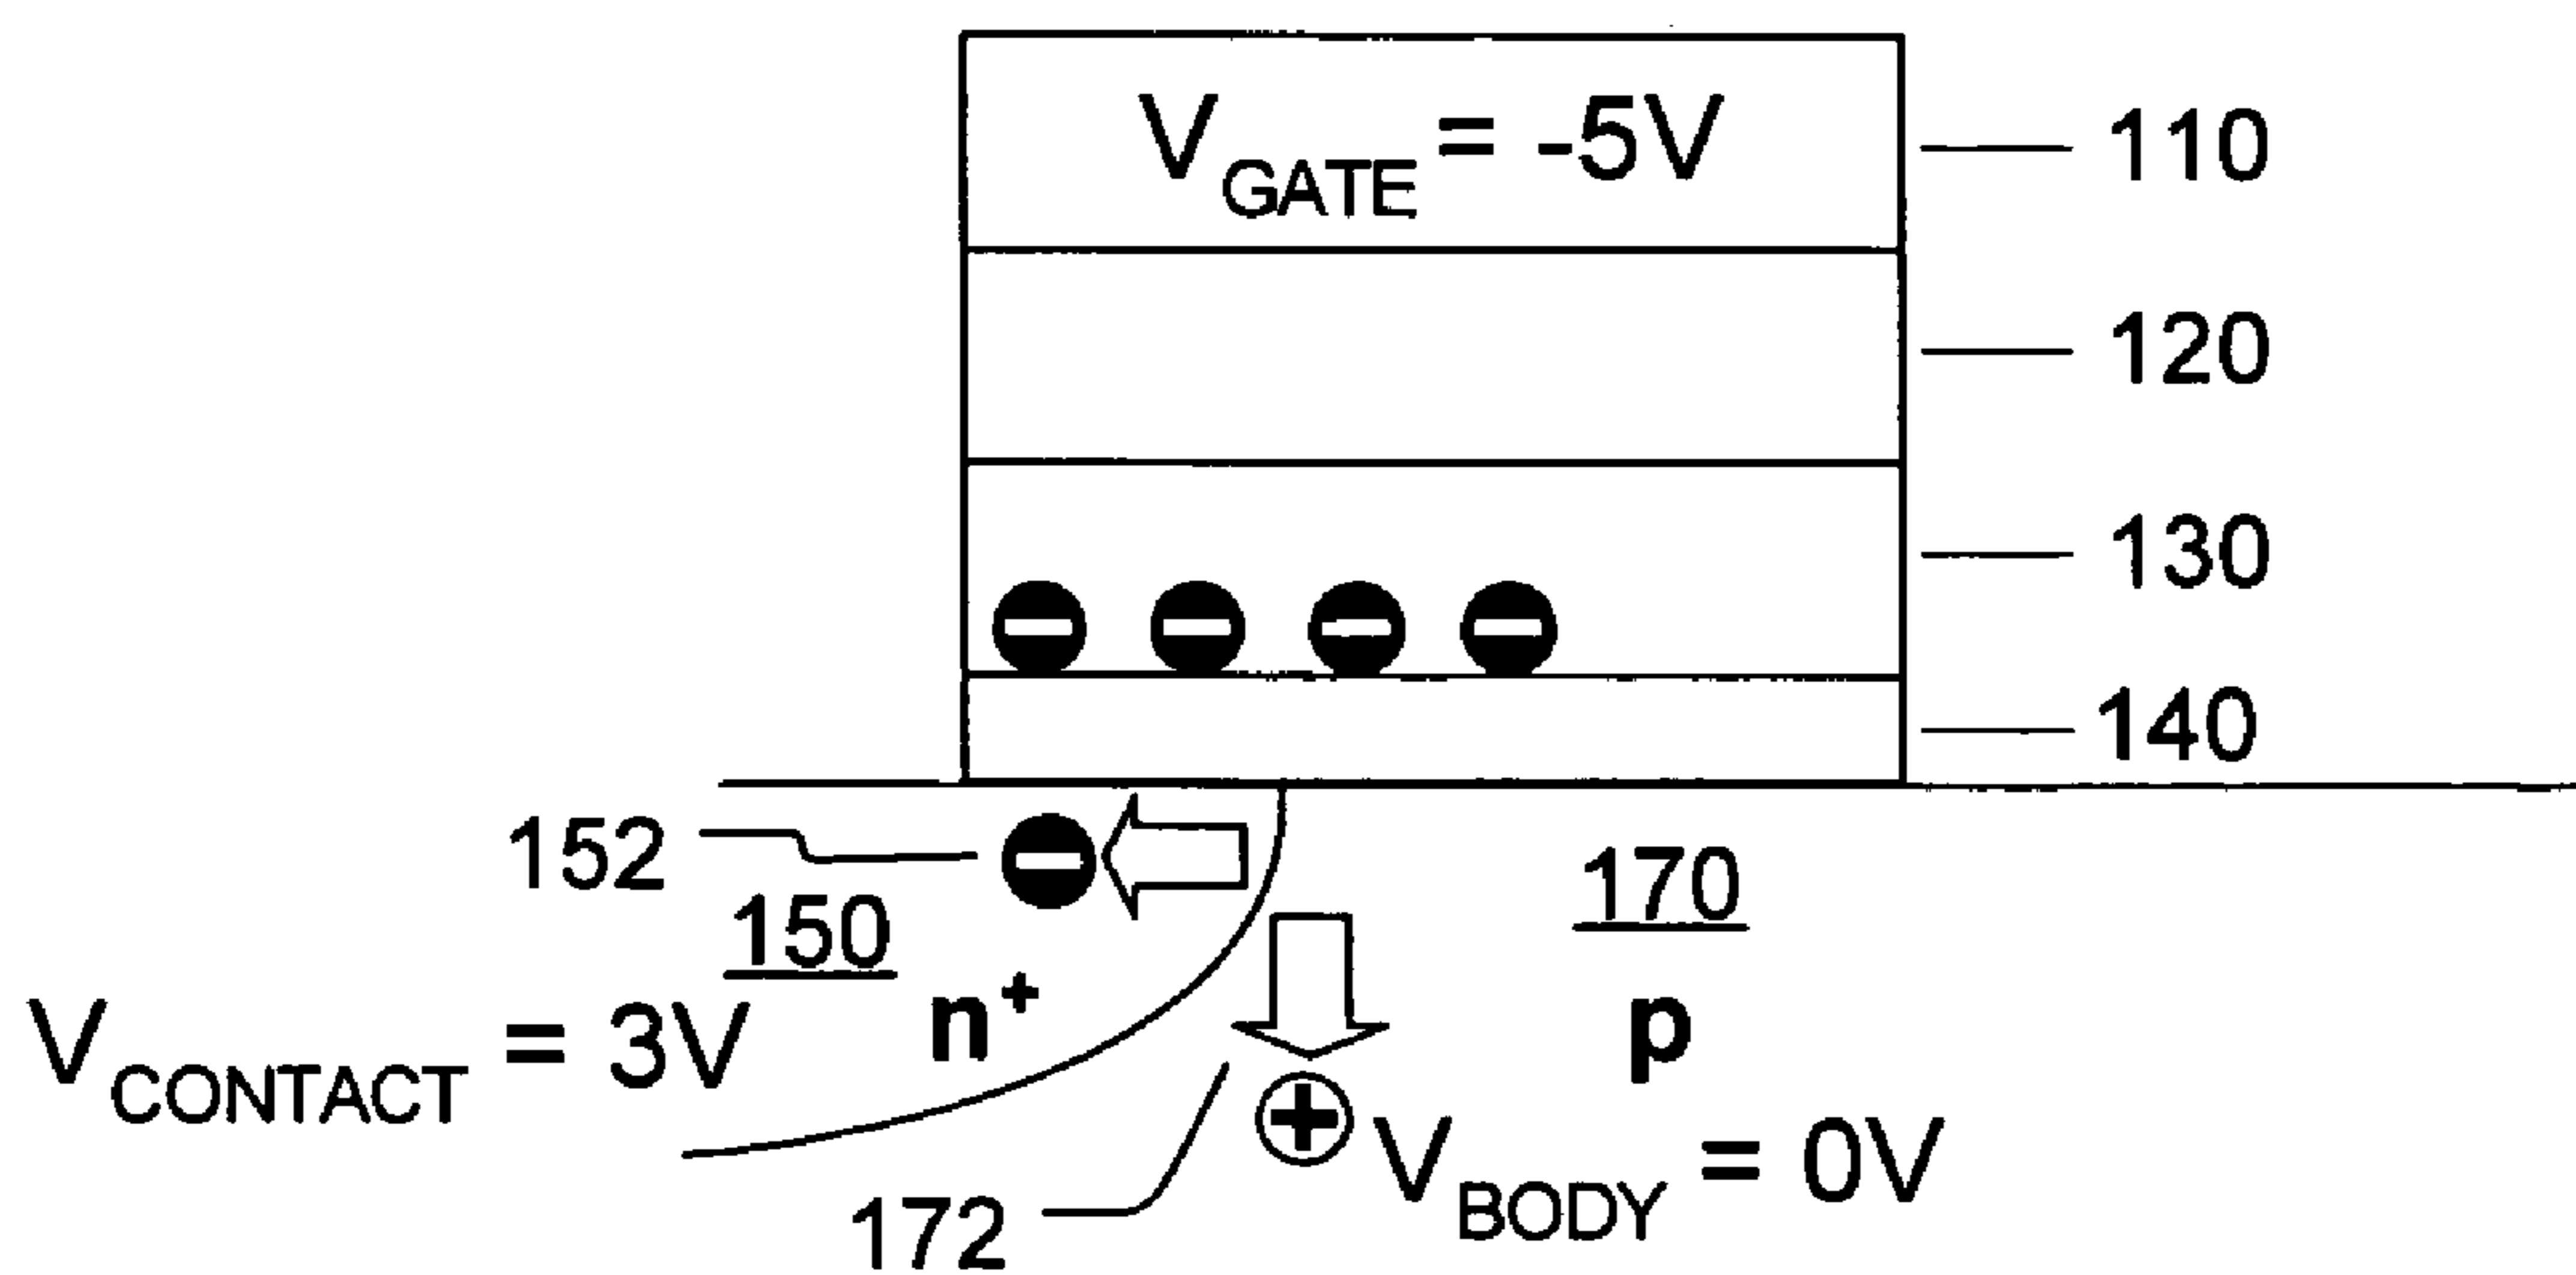 V_GATE = -5V
110
120
130
140
152
150
170
n⁺
p
V_CONTACT = 3V
V_BODY = 0V
172